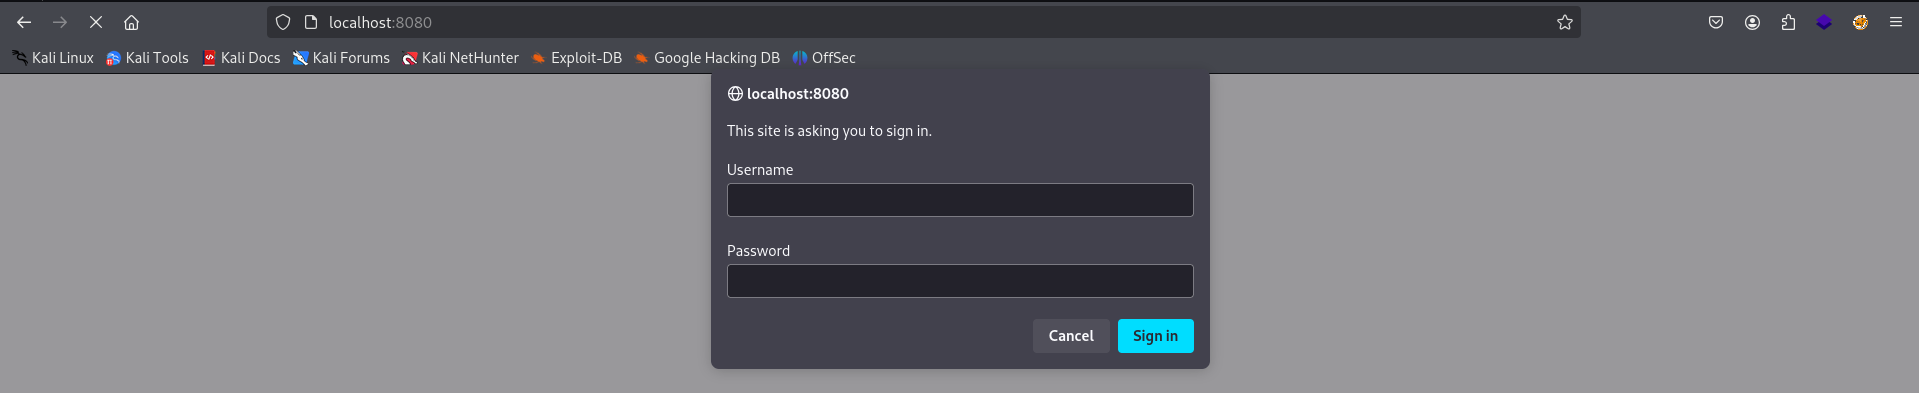 localhost:8080
Kali Linux Kali Tools Kali Docs Kali Forums Kali NetHunter Exploit-DB Google Hacking DB OffSec
localhost:8080
This site is asking you to sign in.
Username
Password
Cancel Sign in